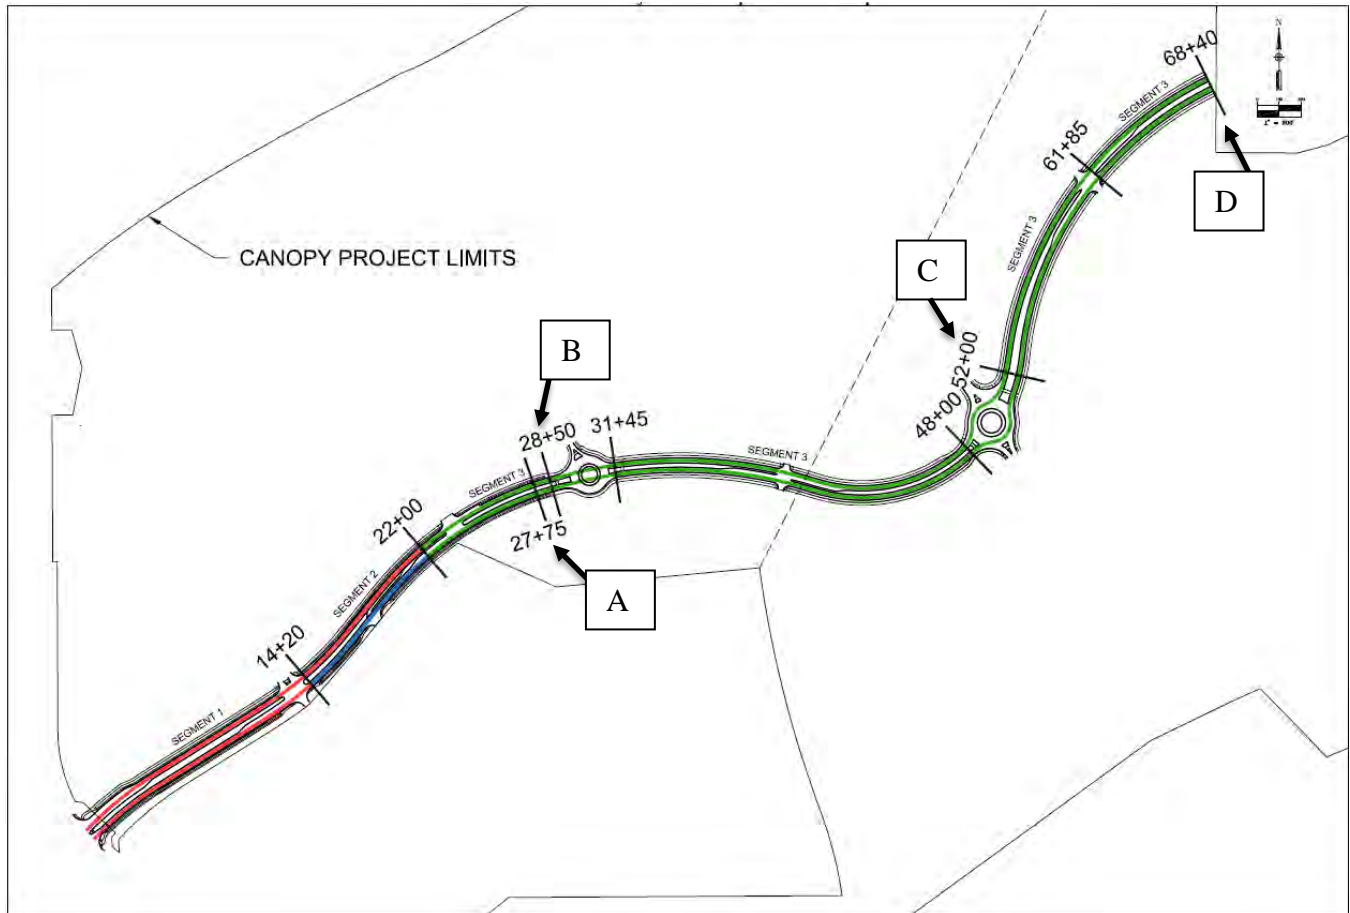 68+40
N
SEGMENT 3
61+85
D
SEGMENT 3
CANOPY PROJECT LIMITS
C
52+00
B
48+00
28+50
31+45
SEGMENT 3
SEGMENT 3
22+00
27+75
A
SEGMENT 2
14+20
SEGMENT 1